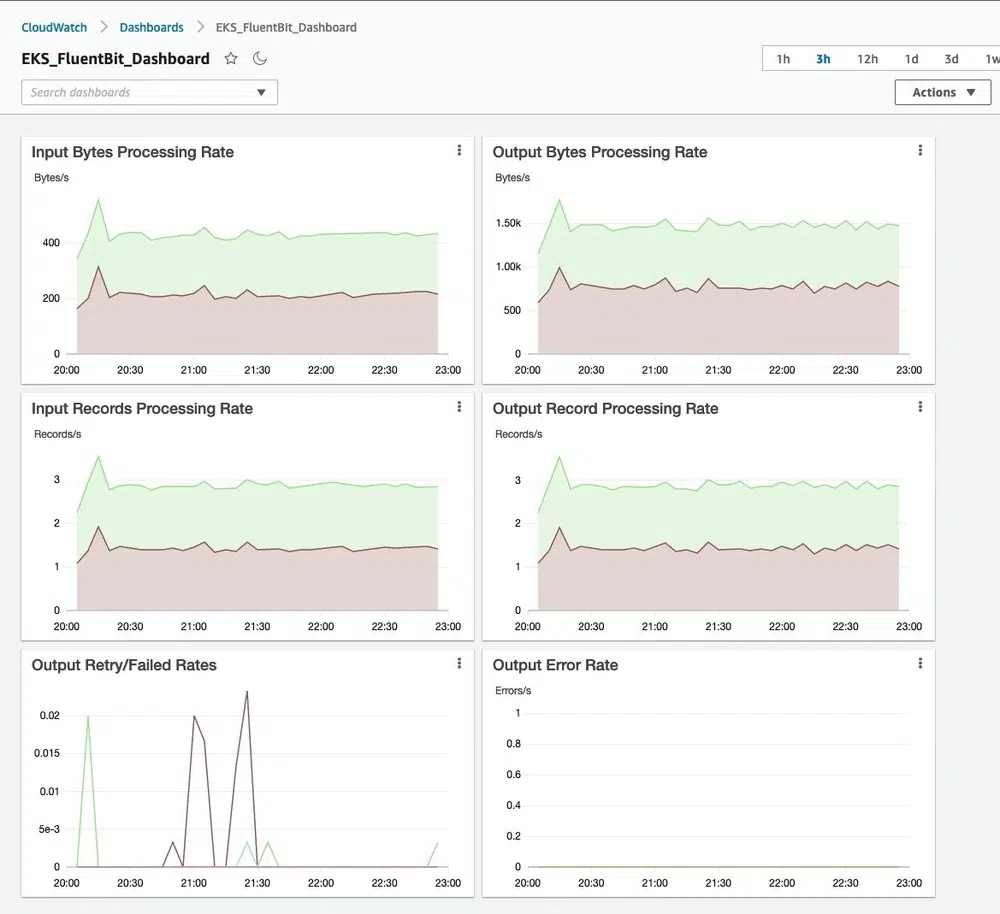 CloudWatch > Dashboards > EKS_FluentBit_Dashboard
EKS_FluentBit_Dashboard
1h 3h 12h 1d 3d 1w
Search dashboards
Actions
Input Bytes Processing Rate
Bytes/s
400
200
0
20:00 20:30 21:00 21:30 22:00 22:30 23:00
Output Bytes Processing Rate
Bytes/s
1.50k
1.00k
500
0
20:00 20:30 21:00 21:30 22:00 22:30 23:00
Input Records Processing Rate
Records/s
3
2
1
0
20:00 20:30 21:00 21:30 22:00 22:30 23:00
Output Record Processing Rate
Records/s
3
2
1
0
20:00 20:30 21:00 21:30 22:00 22:30 23:00
Output Retry/Failed Rates
0.02
0.015
0.01
5e-3
0
20:00 20:30 21:00 21:30 22:00 22:30 23:00
Output Error Rate
Errors/s
1
0.8
0.6
0.4
0.2
0
20:00 20:30 21:00 21:30 22:00 22:30 23:00